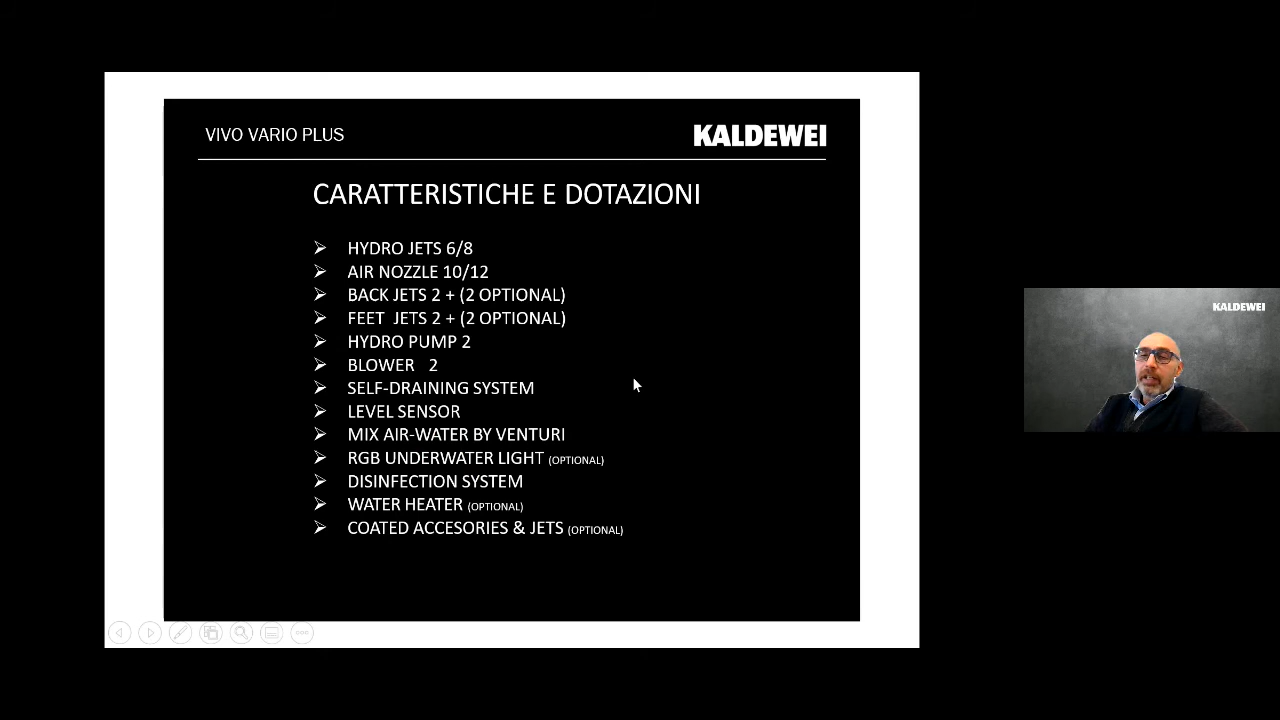 VIVO VARIO PLUS
KALDEWEI
CARATTERISTICHE E DOTAZIONI
HYDRO JETS 6/8
AIR NOZZLE 10/12
BACK JETS 2 + (2 OPTIONAL)
FEET JETS 2 + (2 OPTIONAL)
HYDRO PUMP 2
BLOWER 2
SELF-DRAINING SYSTEM
LEVEL SENSOR
MIX AIR-WATER BY VENTURI
RGB UNDERWATER LIGHT (OPTIONAL)
DISINFECTION SYSTEM
WATER HEATER (OPTIONAL)
COATED ACCESORIES & JETS (OPTIONAL)
KALDEWEI